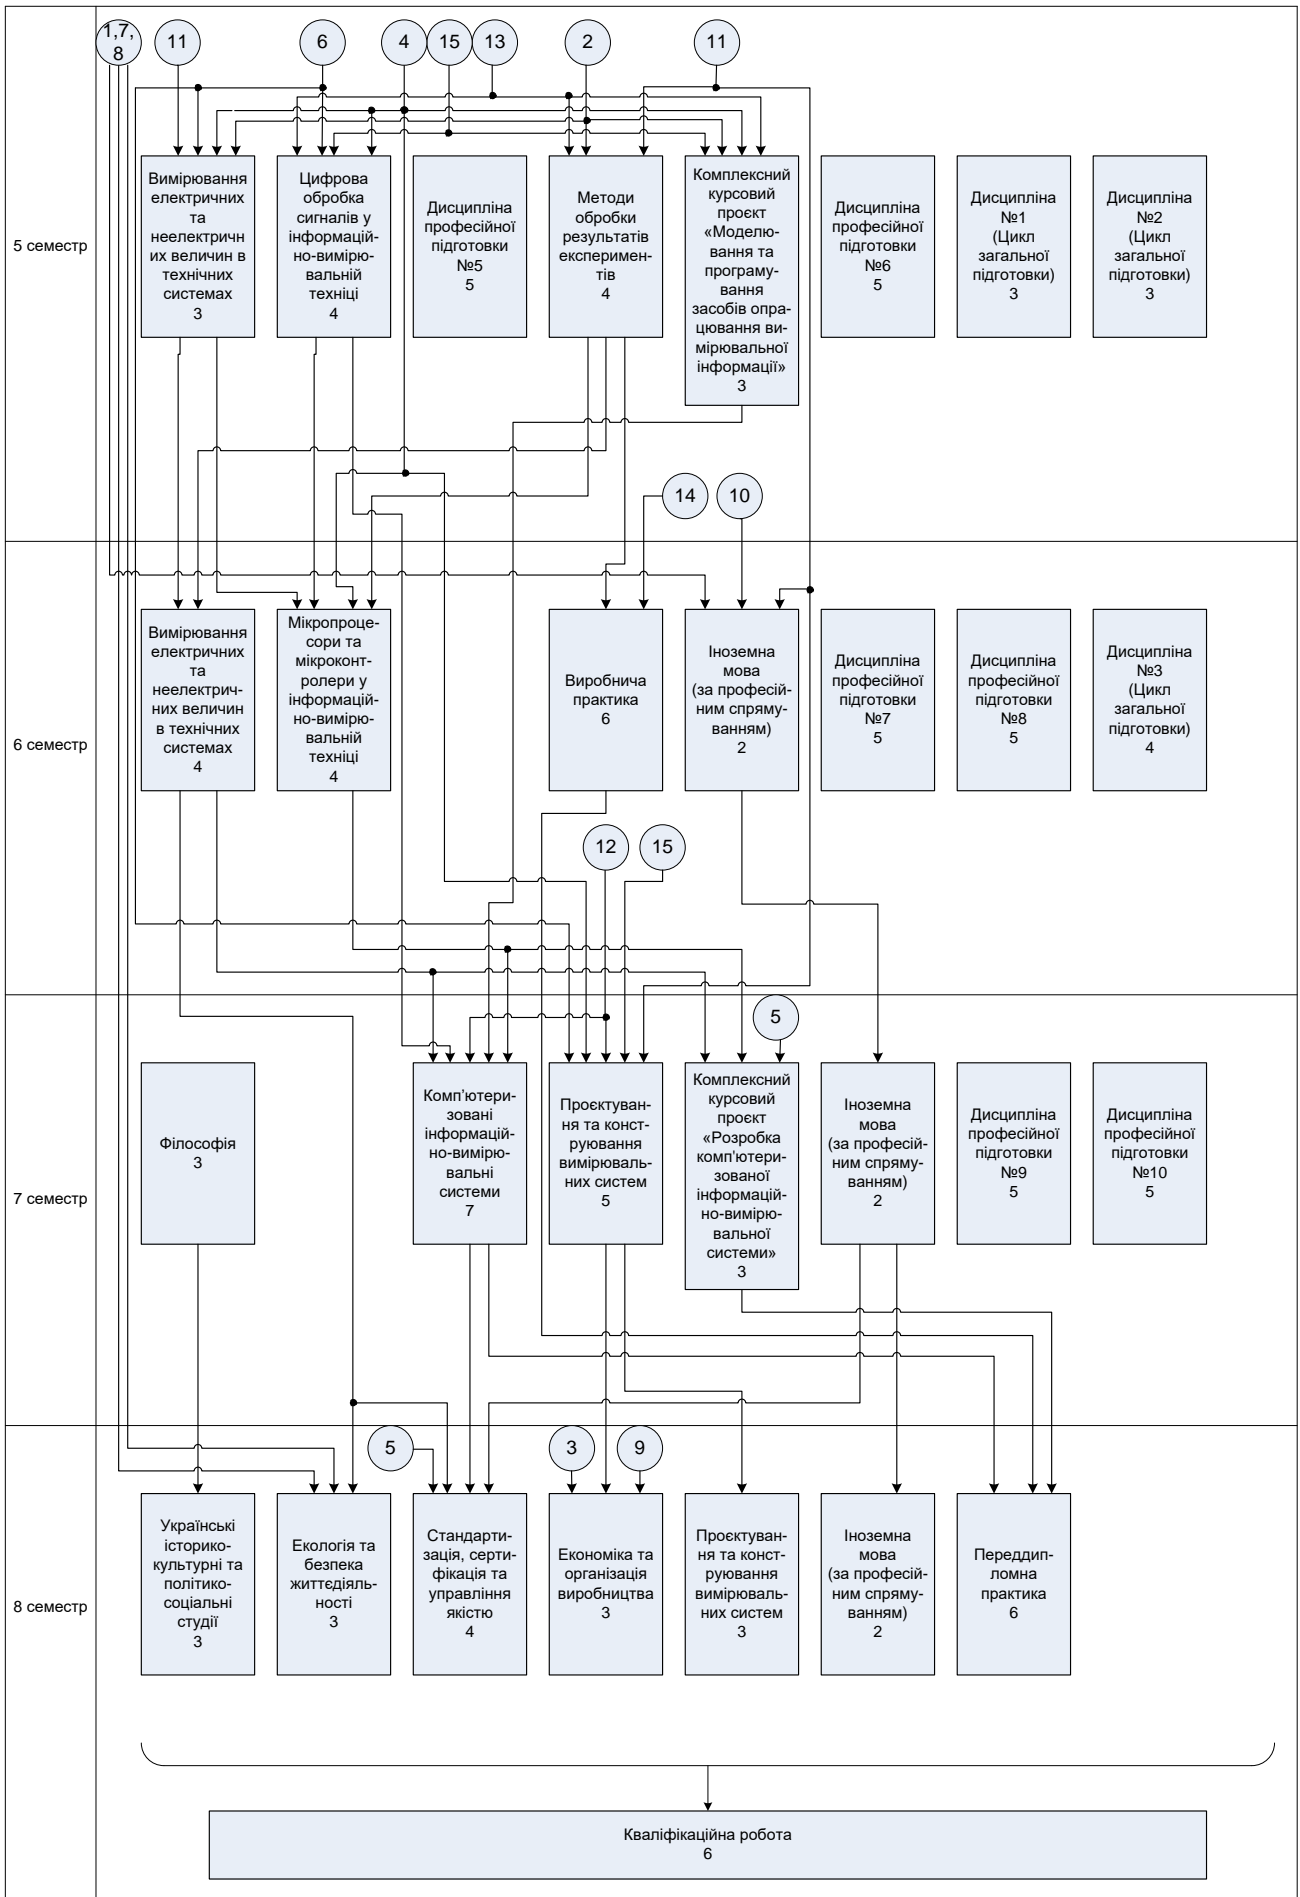 1,7,
8
11
6
4
15
13
2
11
5 семестр
Вимірювання
електричних
та
неелектричн
их величин в
технічних
системах
3
Цифрова
обробка
сигналів у
інформацій-
но-вимірю-
вальній
техніці
4
Дисципліна
професійної
підготовки
№5
5
Методи
обробки
результатів
експеримен-
тів
4
Комплексний
курсовий
проєкт
«Моделю-
вання та
програму-
вання
засобів опра-
цювання ви-
мірювальної
інформації»
3
Дисципліна
професійної
підготовки
№6
5
Дисципліна
№1
(Цикл
загальної
підготовки)
3
Дисципліна
№2
(Цикл
загальної
підготовки)
3
14
10
6 семестр
Вимірювання
електричних
та
неелектрич-
них величин
в технічних
системах
4
Мікропроце-
сори та
мікроконт-
ролери у
інформацій-
но-вимірю-
вальній
техніці
4
Виробнича
практика
6
Іноземна
мова
(за професій-
ним спряму-
ванням)
2
Дисципліна
професійної
підготовки
№7
5
Дисципліна
професійної
підготовки
№8
5
Дисципліна
№3
(Цикл
загальної
підготовки)
4
12
15
5
7 семестр
Філософія
3
Комп'ютери-
зовані
інформацій-
но-вимірю-
вальні
системи
7
Проєктуван-
ня та конст-
руювання
вимірюваль-
них систем
5
Комплексний
курсовий
проєкт
«Розробка
комп'ютери-
зованої
інформацій-
но-вимірю-
вальної
системи»
3
Іноземна
мова
(за професій-
ним спряму-
ванням)
2
Дисципліна
професійної
підготовки
№9
5
Дисципліна
професійної
підготовки
№10
5
5
3
9
8 семестр
Українські
історико-
культурні та
політико-
соціальні
студії
3
Екологія та
безпека
життєдіяль-
ності
3
Стандарти-
зація, серти-
фікація та
управління
якістю
4
Економіка та
організація
виробництва
3
Проєктуван-
ня та конст-
руювання
вимірюваль-
них систем
3
Іноземна
мова
(за професій-
ним спряму-
ванням)
2
Переддип-
ломна
практика
6
Кваліфікаційна робота
6